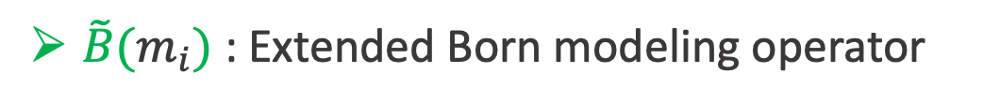 ➢ B̃(mᵢ) : Extended Born modeling operator